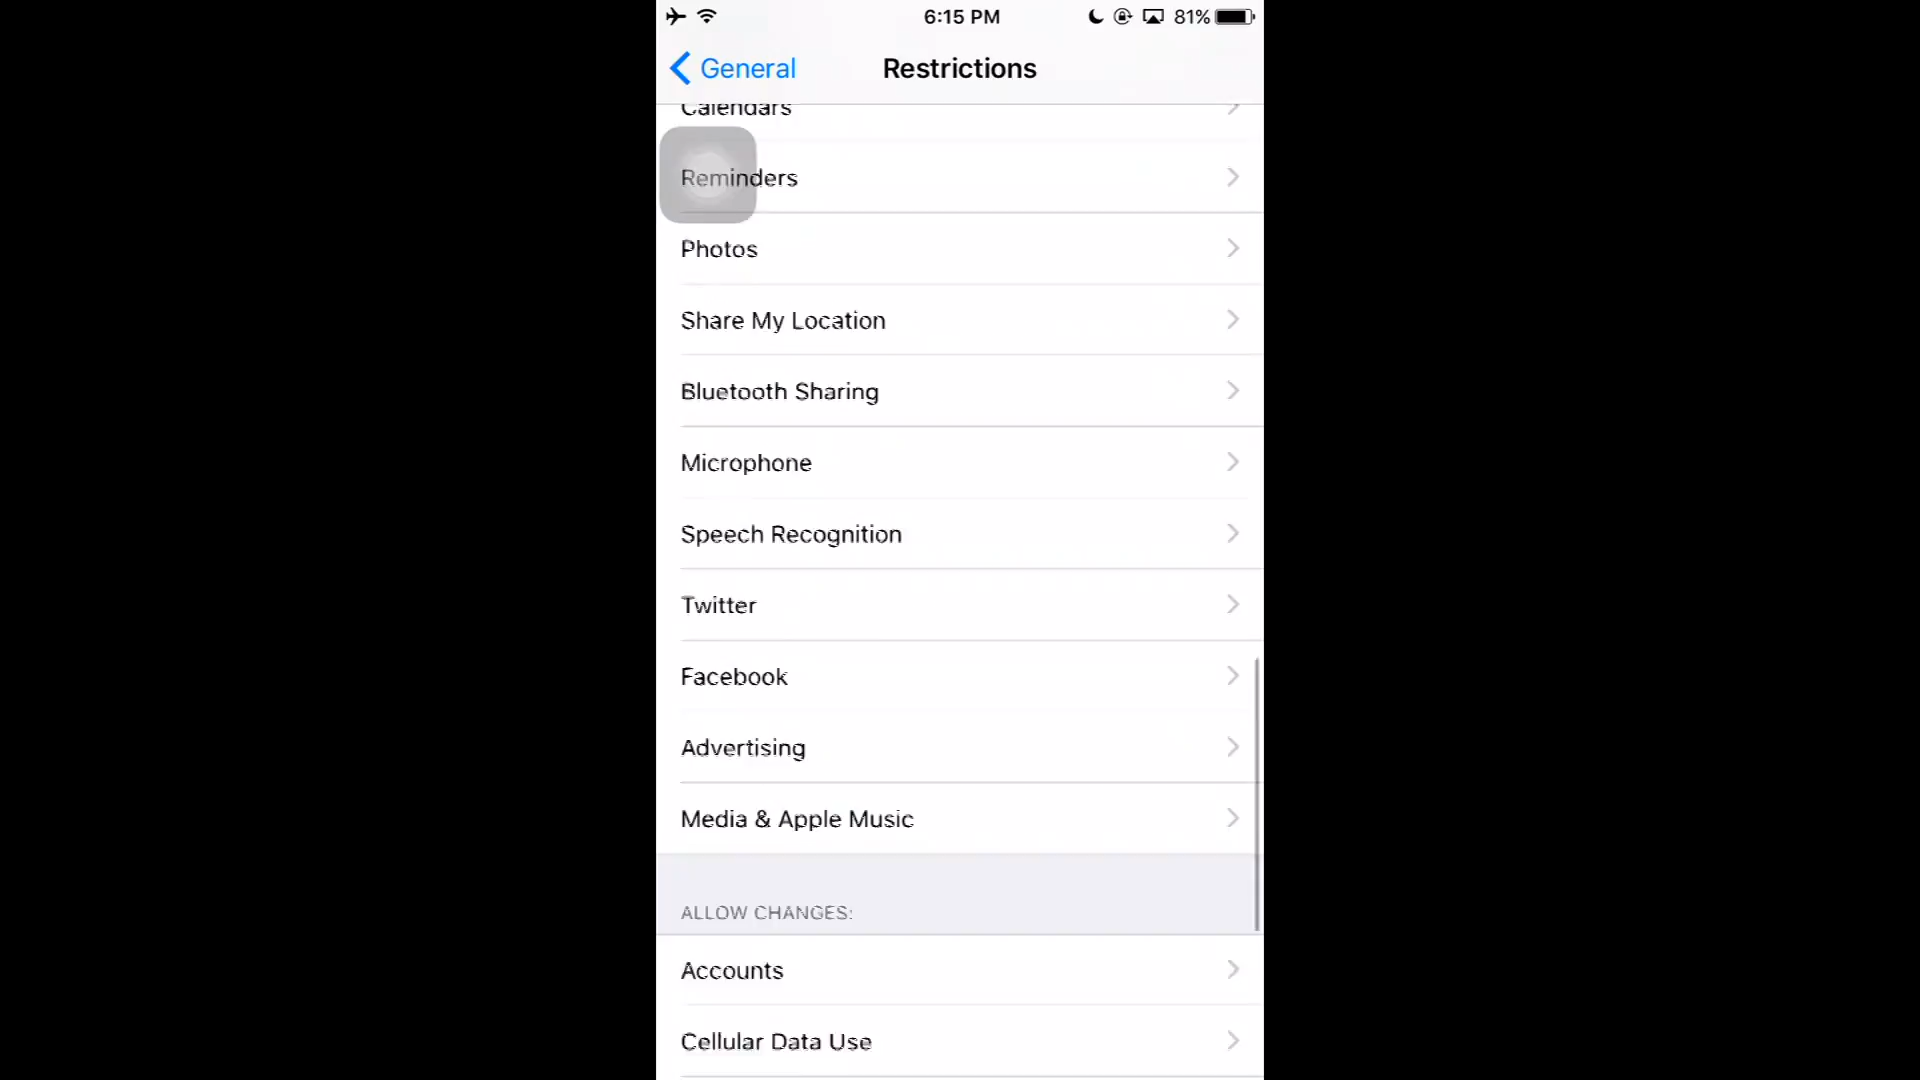 6:15 PM
81%
General
Restrictions
Calendars
Reminders
Photos
Share My Location
Bluetooth Sharing
Microphone
Speech Recognition
Twitter
Facebook
Advertising
Media & Apple Music
ALLOW CHANGES:
Accounts
Cellular Data Use